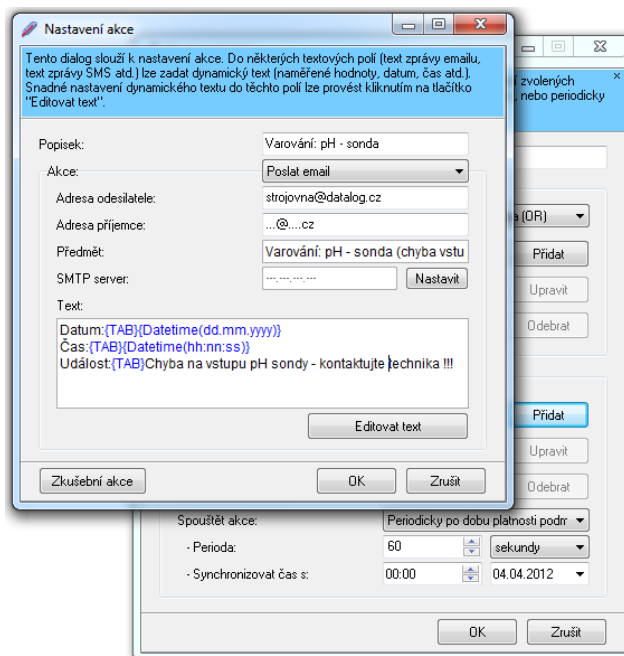 Nastavení akce
Tento dialog slouží k nastavení akce. Do některých textových polí (text zprávy emailu,
text zprávy SMS atd.) lze zadat dynamický text (naměřené hodnoty, datum, čas atd.).
Snadné nastavení dynamického textu do těchto polí lze provést kliknutím na tlačítko
"Editovat text".
Popisek: Varování: pH - sonda
Akce: Poslat email
Adresa odesilatele: strojovna@datalog.cz
Adresa příjemce: ...@....cz
Předmět: Varování: pH - sonda (chyba vstu
SMTP server: ---.---.---.--- Nastavit
Text:
Datum:{TAB}{Datetime(dd.mm.yyyy)}
Čas:{TAB}{Datetime(hh:nn:ss)}
Událost:{TAB}Chyba na vstupu pH sondy - kontaktujte technika !!!
Editovat text
Zkušební akce OK Zrušit
í zvolených
, nebo periodicky
a (OR)
Přidat
Upravit
Odebrat
Přidat
Upravit
Odebrat
Spouštět akce: Periodicky po dobu platnosti podm
- Perioda: 60 sekundy
- Synchronizovat čas s: 00:00 04.04.2012
OK Zrušit